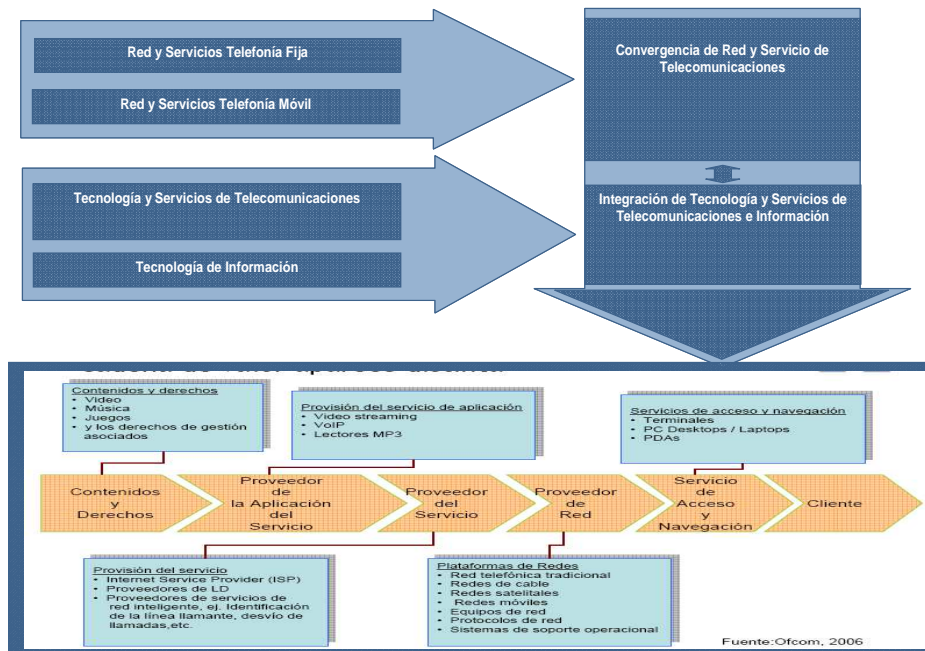 Red y Servicios Telefonía Fija
Red y Servicios Telefonía Móvil
Convergencia de Red y Servicio de
Telecomunicaciones
Tecnología y Servicios de Telecomunicaciones
Tecnología de Información
Integración de Tecnología y Servicios de
Telecomunicaciones e Información
Contenidos y derechos
• Video
• Música
• Juegos
• y los derechos de gestión
asociados
Provisión del servicio de aplicación
• Video streaming
• VoIP
• Lectores MP3
Servicios de acceso y navegación
• Terminales
• PC Desktops / Laptops
• PDAs
Contenidos
y
Derechos
Proveedor
de
la Aplicación
del
Servicio
Proveedor
del
Servicio
Proveedor
de
Red
Servicio
de
Acceso
y
Navegación
Cliente
Provisión del servicio
• Internet Service Provider (ISP)
• Proveedores de LD
• Proveedores de servicios de
red inteligente, ej. Identificación
de la línea llamante, desvío de
llamadas,etc.
Plataformas de Redes
• Red telefónica tradicional
• Redes de cable
• Redes satelitales
• Redes móviles
• Equipos de red
• Protocolos de red
• Sistemas de soporte operacional
Fuente:Ofcom, 2006